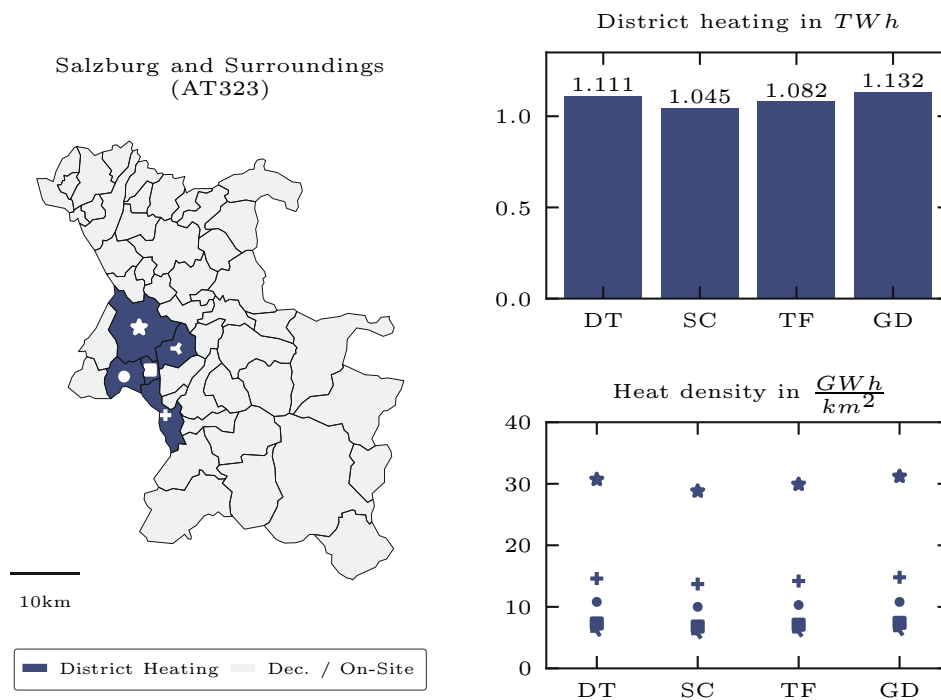 Salzburg and Surroundings
(AT323)
10km
District Heating
Dec. / On-Site
District heating in TWh
1.111
1.045
1.082
1.132
1.0
0.5
0.0
DT
SC
TF
GD
Heat density in GWh/km²
40
30
20
10
0
DT
SC
TF
GD